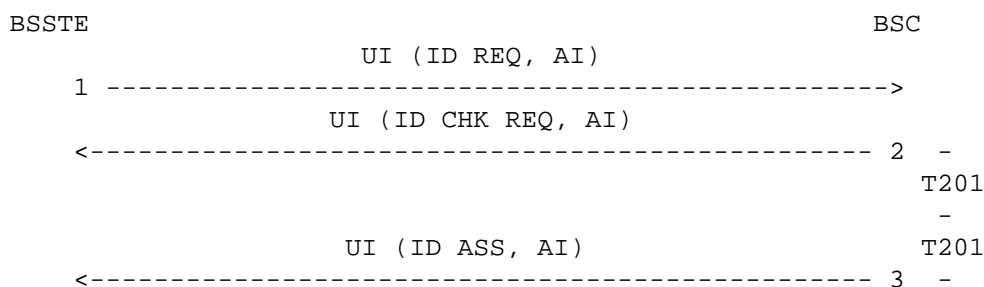 BSSTE BSC
UI (ID REQ, AI)
1 ------------------------------------------------->
UI (ID CHK REQ, AI)
<------------------------------------------------- 2 -
T201
-
UI (ID ASS, AI) T201
<------------------------------------------------- 3 -